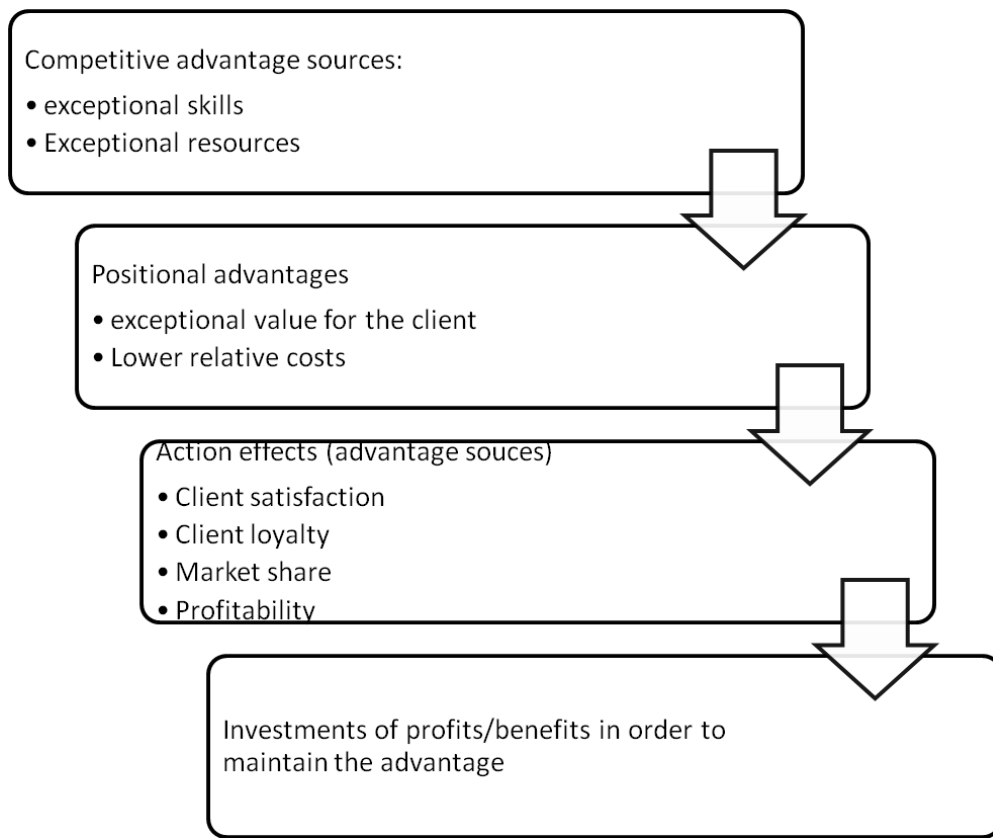 Competitive advantage sources:
• exceptional skills
• Exceptional resources
Positional advantages
• exceptional value for the client
• Lower relative costs
Action effects (advantage souces)
• Client satisfaction
• Client loyalty
• Market share
• Profitability
Investments of profits/benefits in order to
maintain the advantage